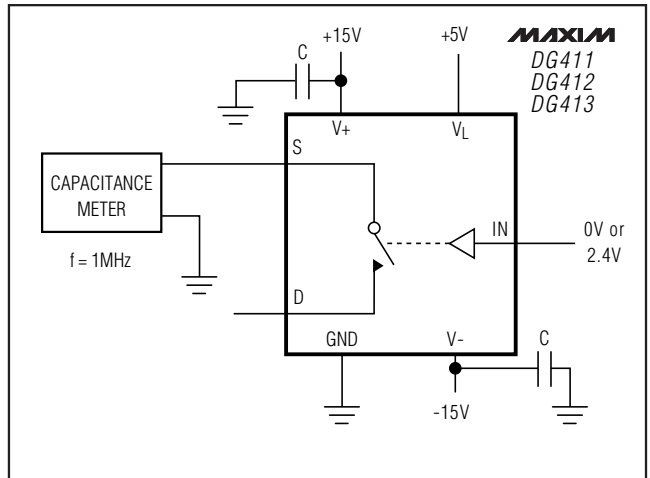 +15V
+5V
MAXIM
DG411
DG412
DG413
C
V+
VL
S
CAPACITANCE
METER
IN
0V or
2.4V
f = 1MHz
D
GND
V-
C
-15V